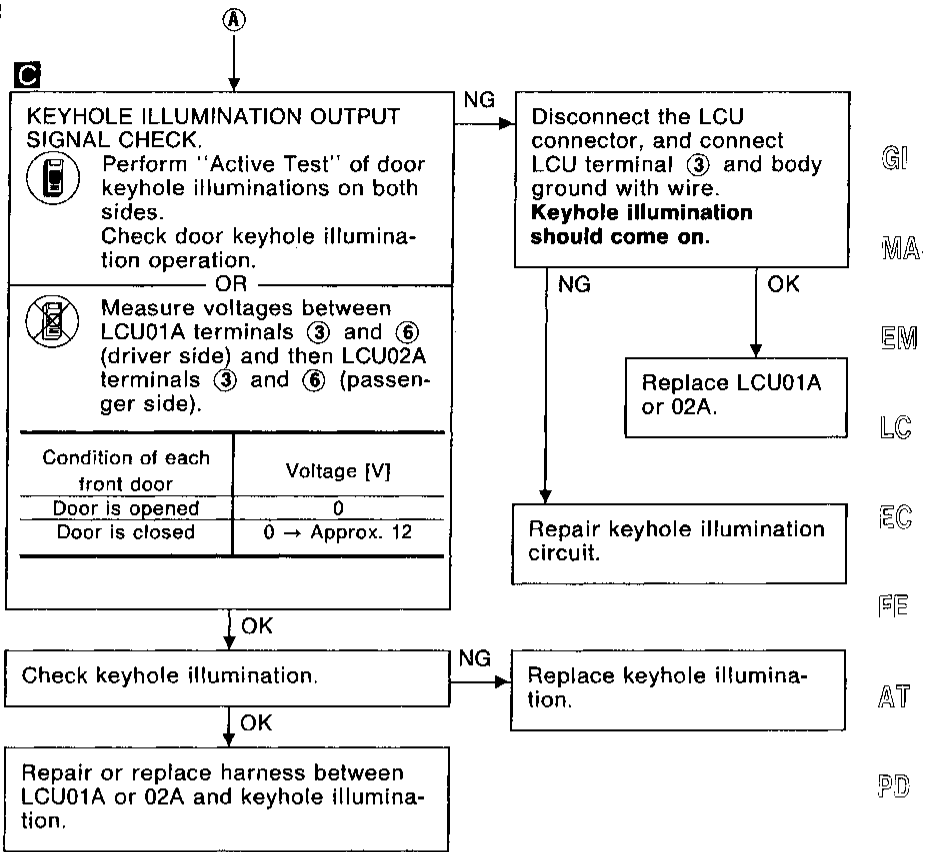 Ⓐ
C
KEYHOLE ILLUMINATION OUTPUT
SIGNAL CHECK.
Perform "Active Test" of door
keyhole illuminations on both
sides.
Check door keyhole illumina-
tion operation.
OR
Measure voltages between
LCU01A terminals ③ and ⑥
(driver side) and then LCU02A
terminals ③ and ⑥ (passen-
ger side).
Condition of each
front door
Voltage [V]
Door is opened
0
Door is closed
0 → Approx. 12
NG
Disconnect the LCU
connector, and connect
LCU terminal ③ and body
ground with wire.
Keyhole illumination
should come on.
NG
OK
Replace LCU01A
or 02A.
Repair keyhole illumination
circuit.
OK
Check keyhole illumination.
NG
Replace keyhole illumina-
tion.
OK
Repair or replace harness between
LCU01A or 02A and keyhole illumina-
tion.
GI
MA
EM
LC
EC
FE
AT
PD